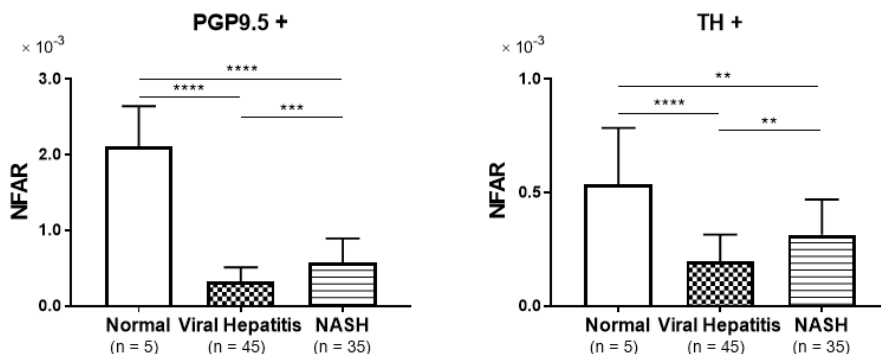 PGP9.5 +
× 10⁻³
NFAR
3.0
2.0
1.0
0.0
****
****
***
Normal
(n = 5)
Viral Hepatitis
(n = 45)
NASH
(n = 35)
TH +
× 10⁻³
NFAR
1.0
0.5
0.0
**
****
**
Normal
(n = 5)
Viral Hepatitis
(n = 45)
NASH
(n = 35)